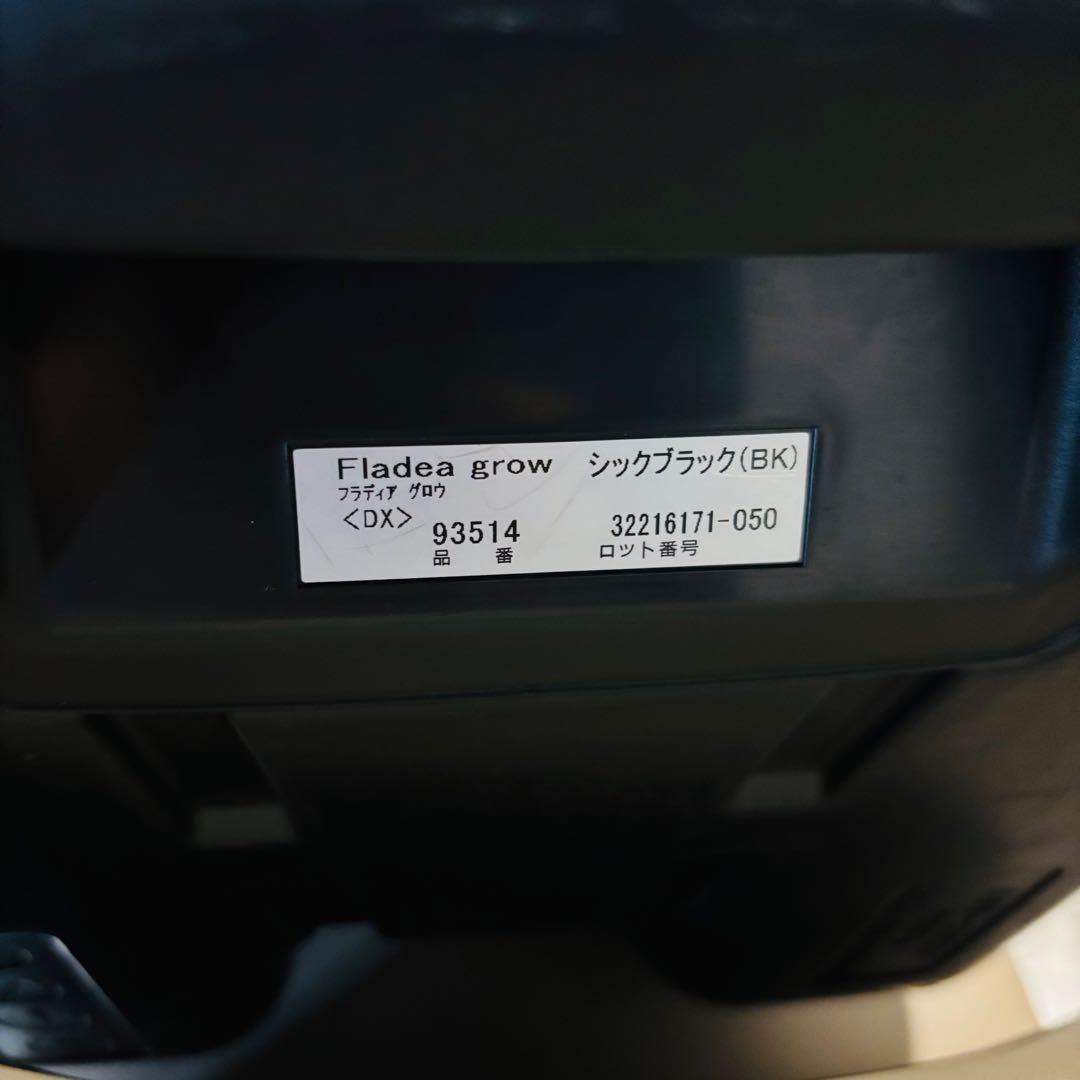 Fladea grow シックブラック(BK)
フラディア グロウ
<DX> 93514 32216171-050
品番 ロット番号